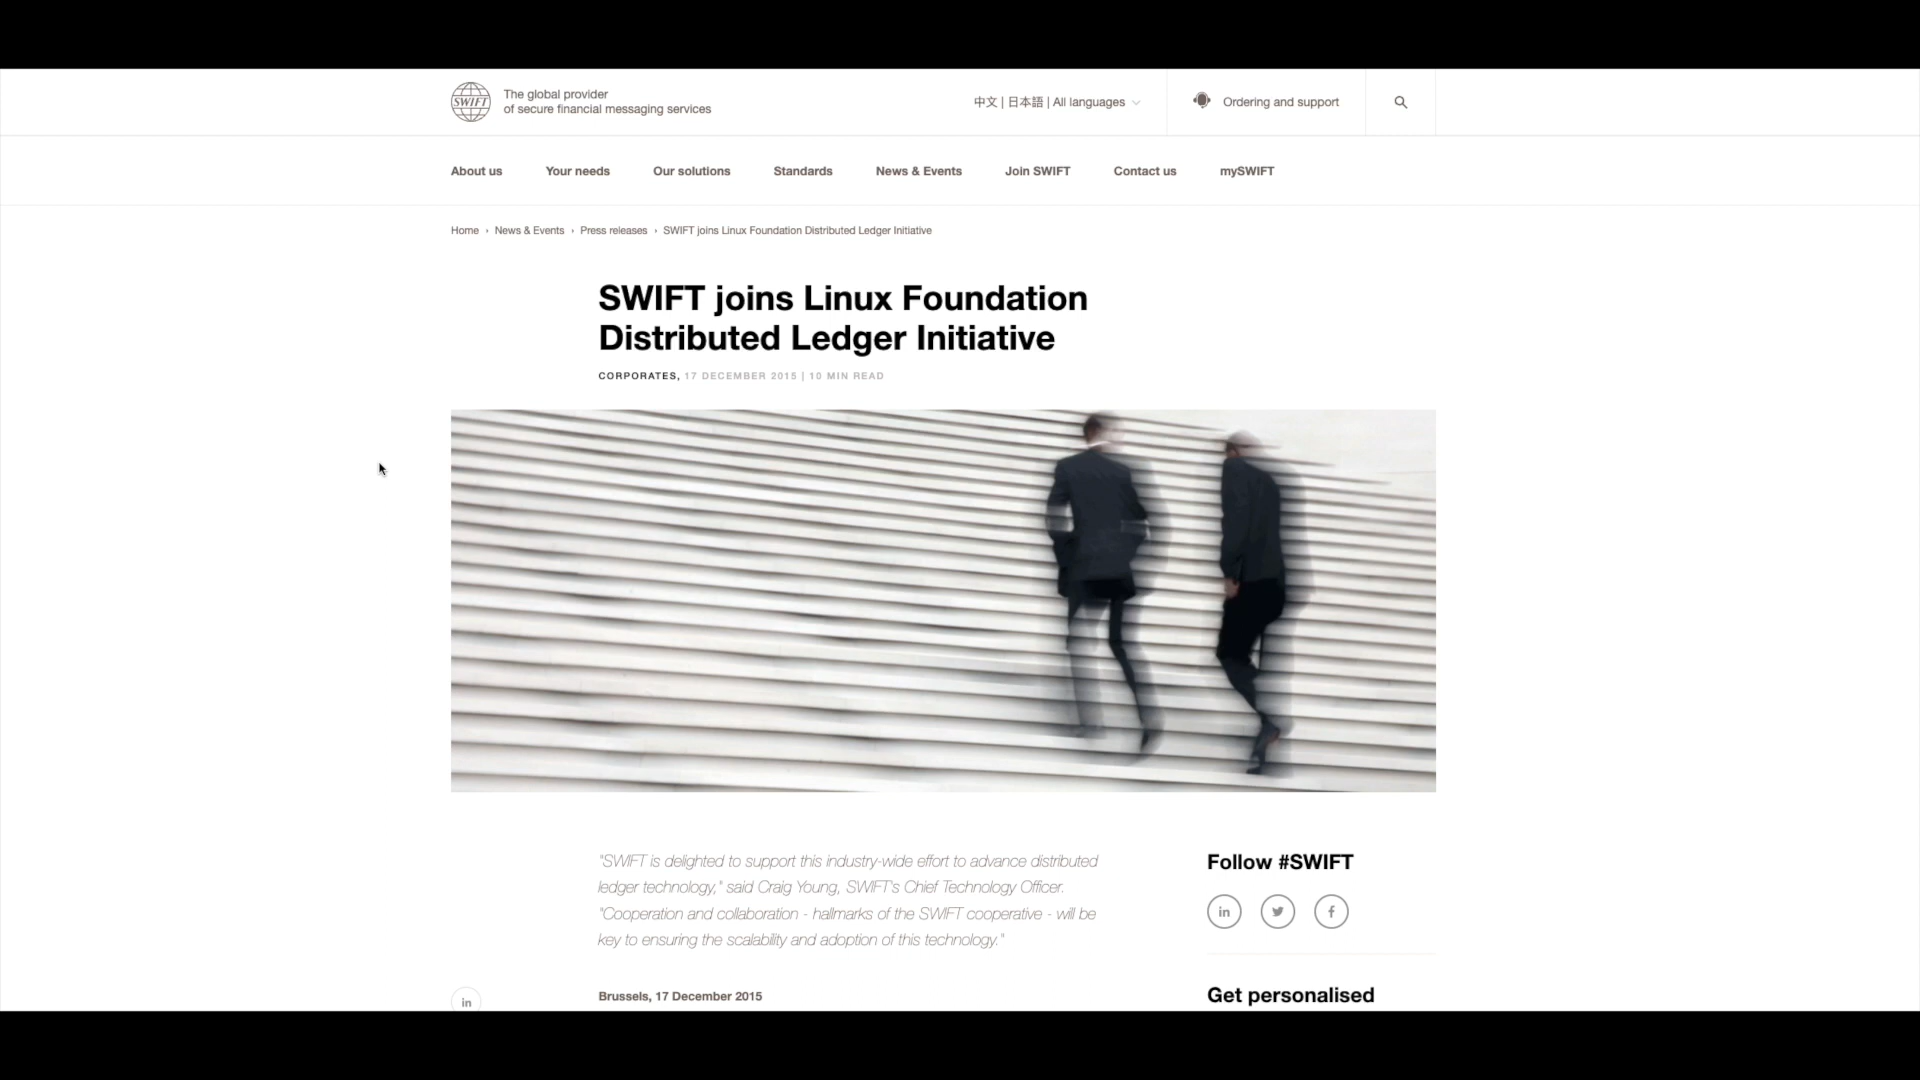 SWIFT
The global provider
of secure financial messaging services
中文 | 日本語 | All languages
Ordering and support
About us
Your needs
Our solutions
Standards
News & Events
Join SWIFT
Contact us
mySWIFT
Home › News & Events › Press releases › SWIFT joins Linux Foundation Distributed Ledger Initiative
SWIFT joins Linux Foundation
Distributed Ledger Initiative
CORPORATES, 17 DECEMBER 2015 | 10 MIN READ
"SWIFT is delighted to support this industry-wide effort to advance distributed
ledger technology," said Craig Young, SWIFT's Chief Technology Officer.
"Cooperation and collaboration - hallmarks of the SWIFT cooperative - will be
key to ensuring the scalability and adoption of this technology."
Brussels, 17 December 2015
Follow #SWIFT
in
f
Get personalised
in